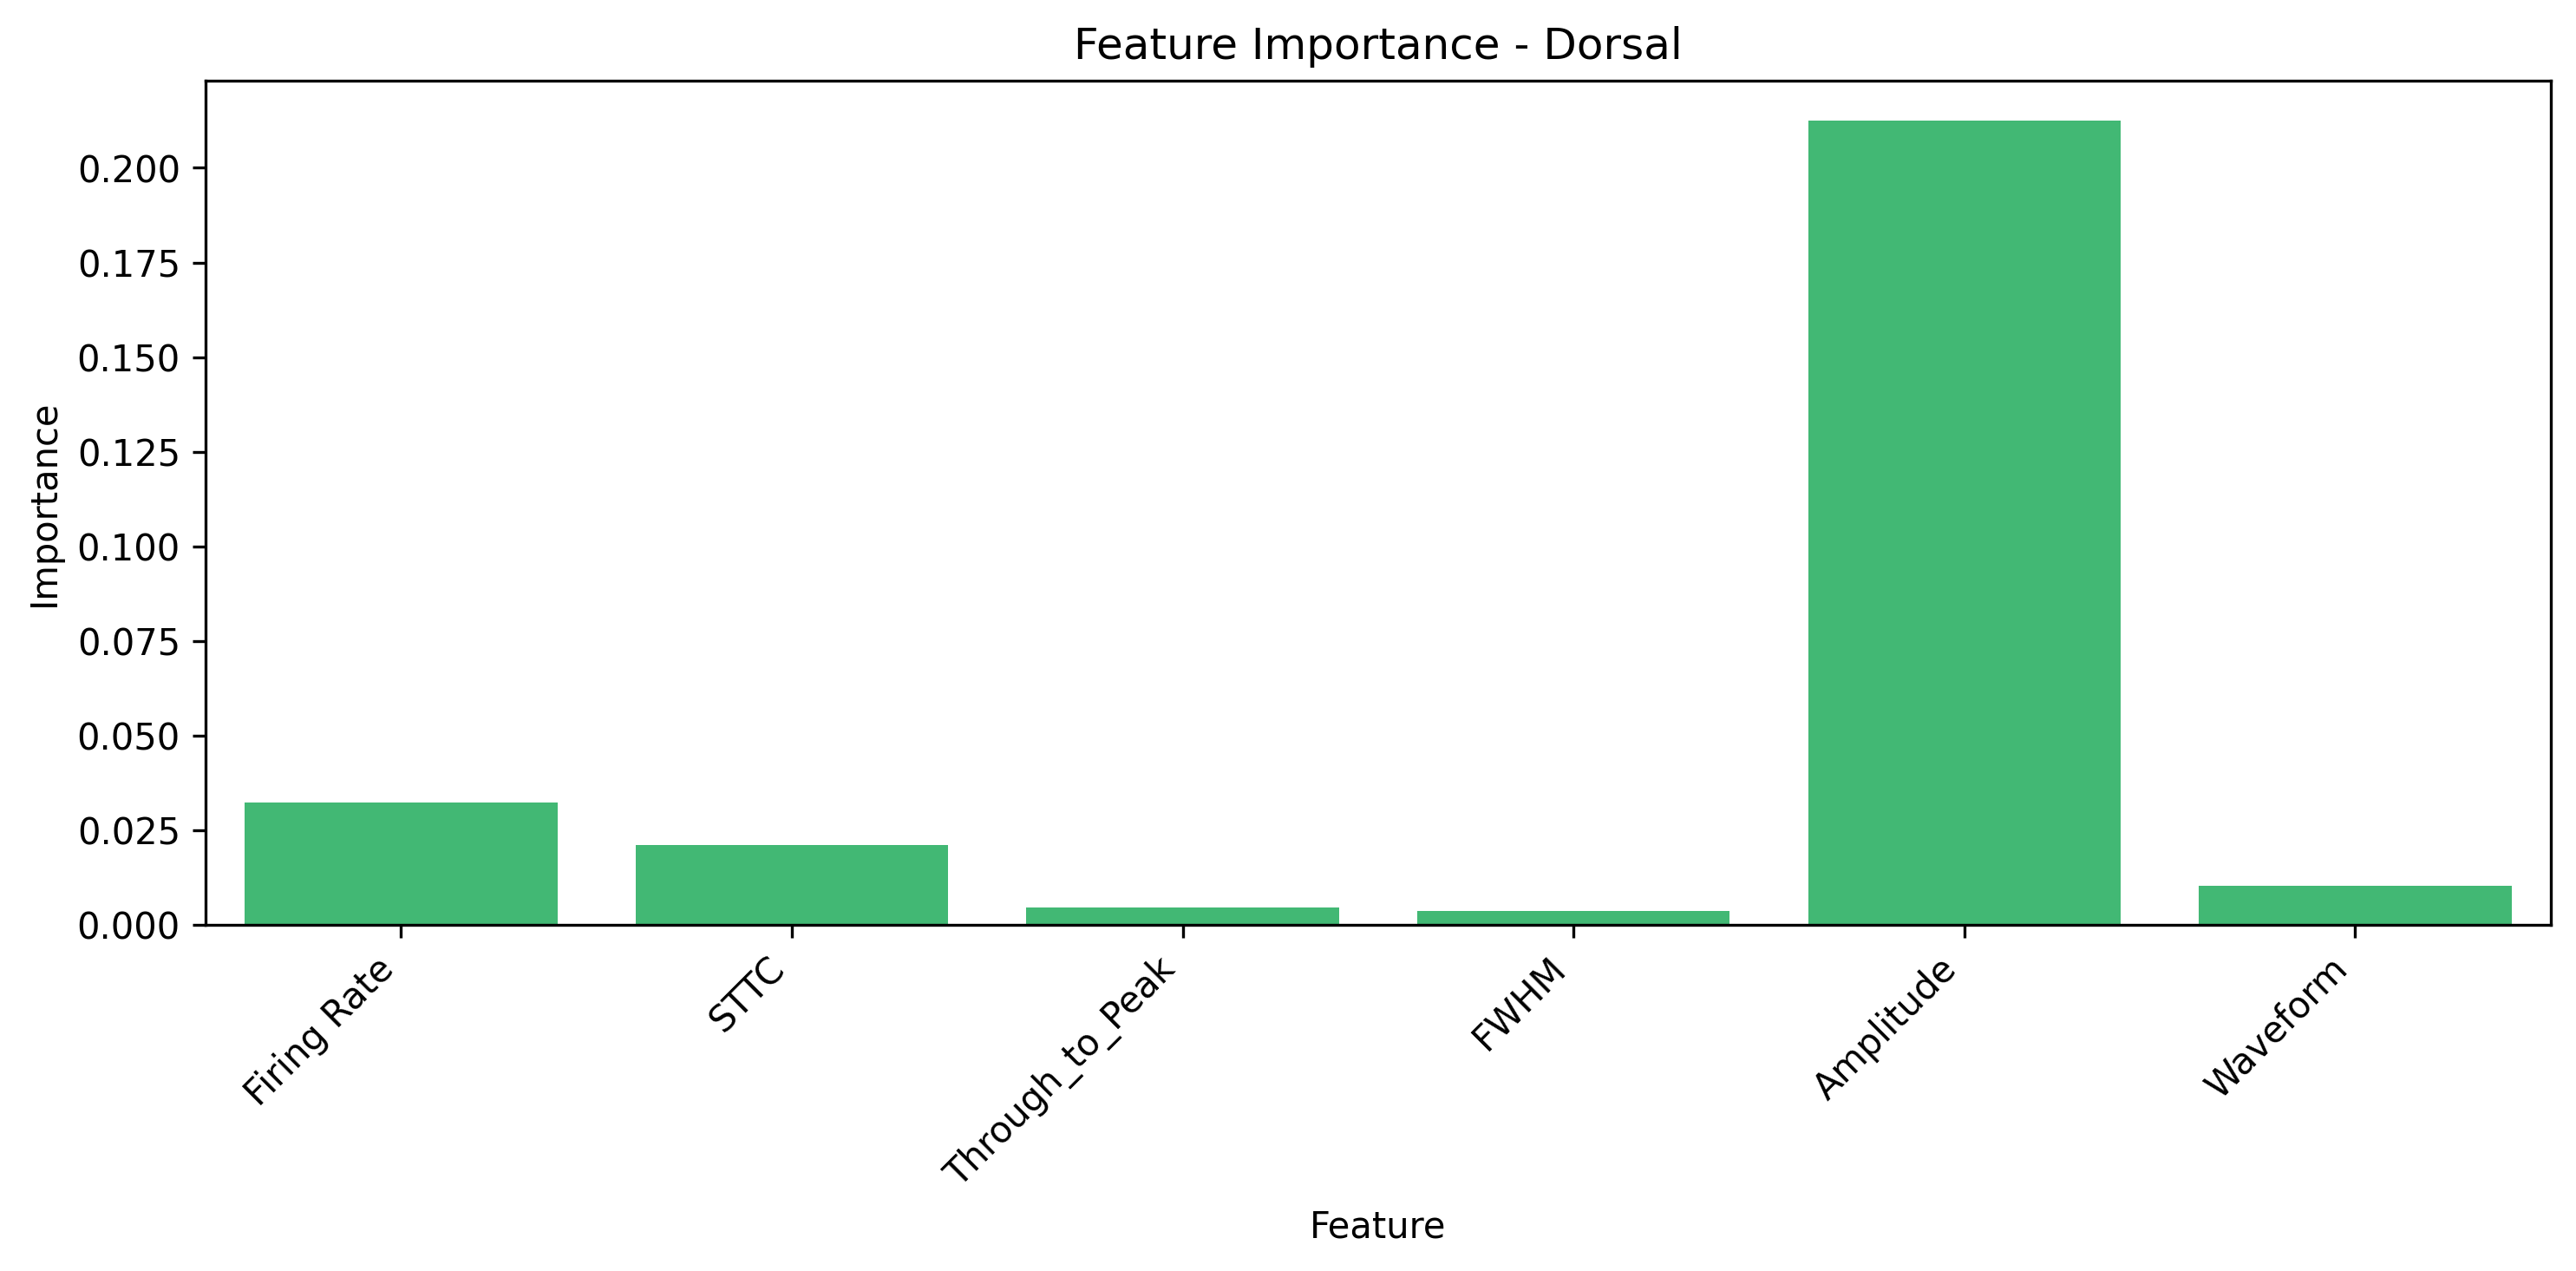 Feature Importance - Dorsal
Importance
0.200
0.175
0.150
0.125
0.100
0.075
0.050
0.025
0.000
Firing Rate
STTC
Through_to_Peak
FWHM
Amplitude
Waveform
Feature